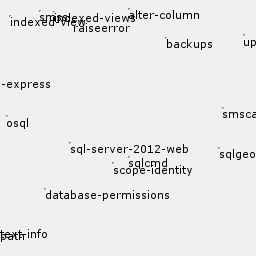 alter-column
indexed-views
indexed-view
raiseerror
backups
up
-express
smsca
osql
sql-server-2012-web
sqlgeo
sqlcmd
scope-identity
database-permissions
text-info
path